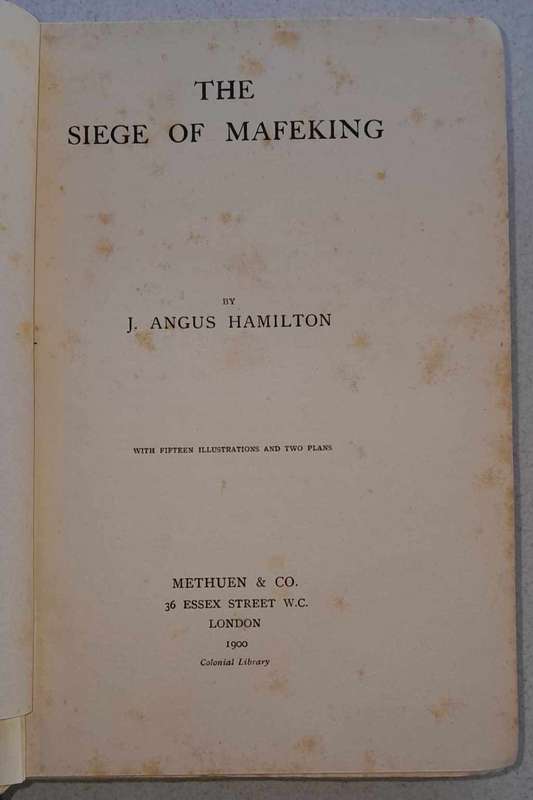 THE
SIEGE OF MAFEKING
BY
J. ANGUS HAMILTON
WITH FIFTEEN ILLUSTRATIONS AND TWO PLANS
METHUEN & CO.
36 ESSEX STREET W.C.
LONDON
1900
Colonial Library